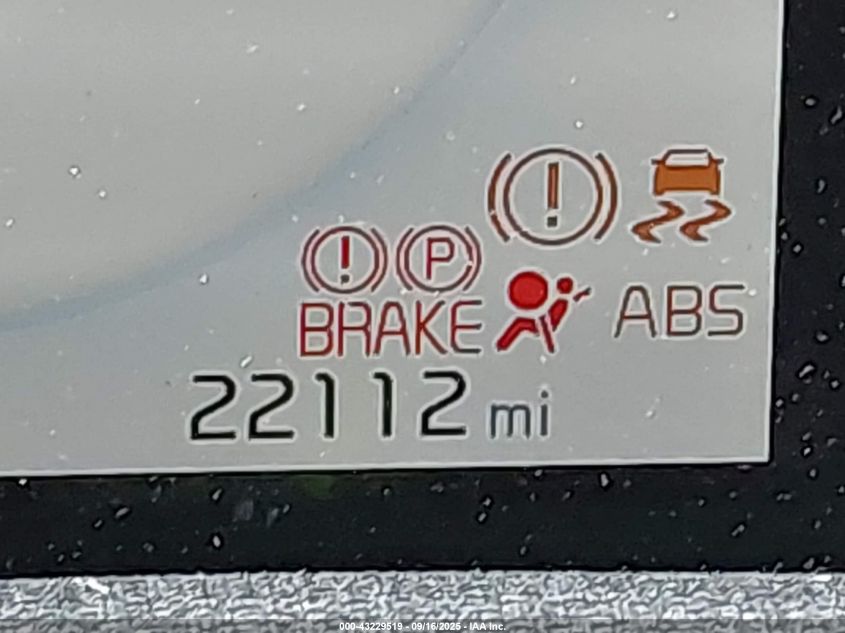 ! 
! P
BRAKE ABS
22112 mi
000-43229519 - 09/16/2025 - IAA Inc.